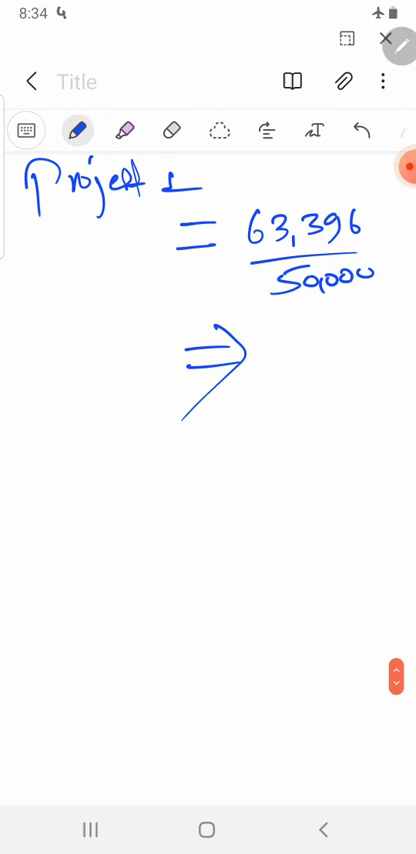 8:34
Title
Project 1
= 63,396
50,000
⇒